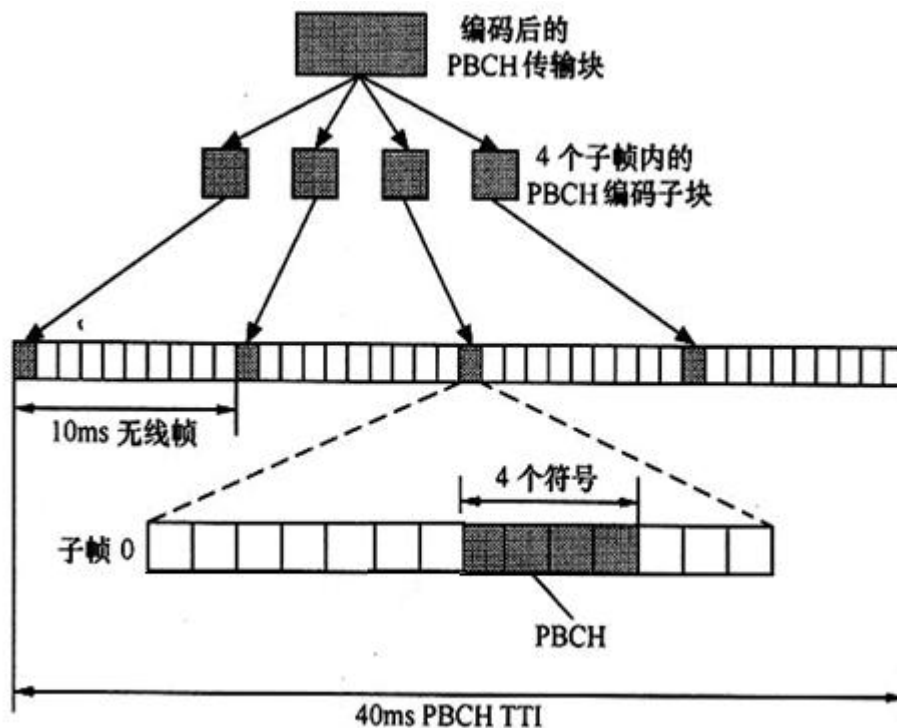 编码后的
PBCH 传输块
4 个子帧内的
PBCH 编码子块
10ms 无线帧
4 个符号
子帧 0
PBCH
40ms PBCH TTI